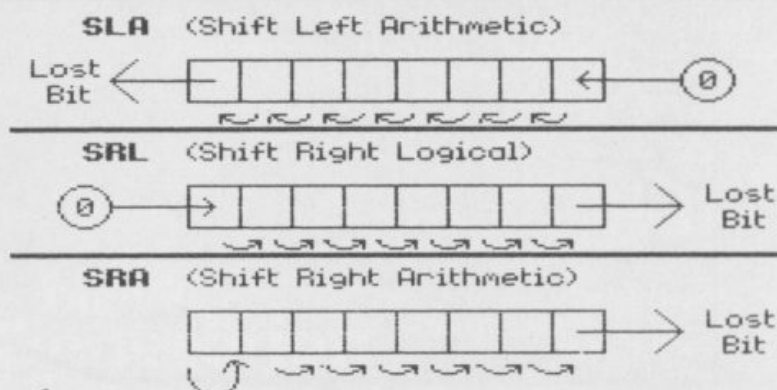 SLA (Shift Left Arithmetic)
Lost
Bit
0
SRL (Shift Right Logical)
0
Lost
Bit
SRA (Shift Right Arithmetic)
Lost
Bit